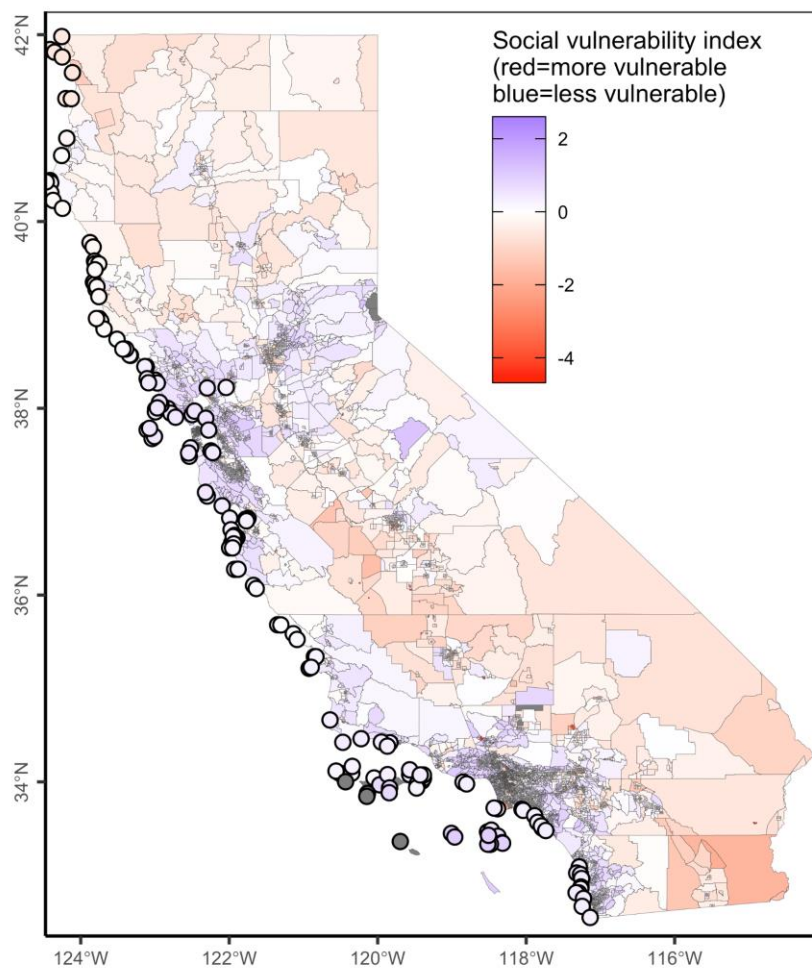 Social vulnerability index
(red=more vulnerable
blue=less vulnerable)
2
0
-2
-4
42°N
40°N
38°N
36°N
34°N
124°W
122°W
120°W
118°W
116°W